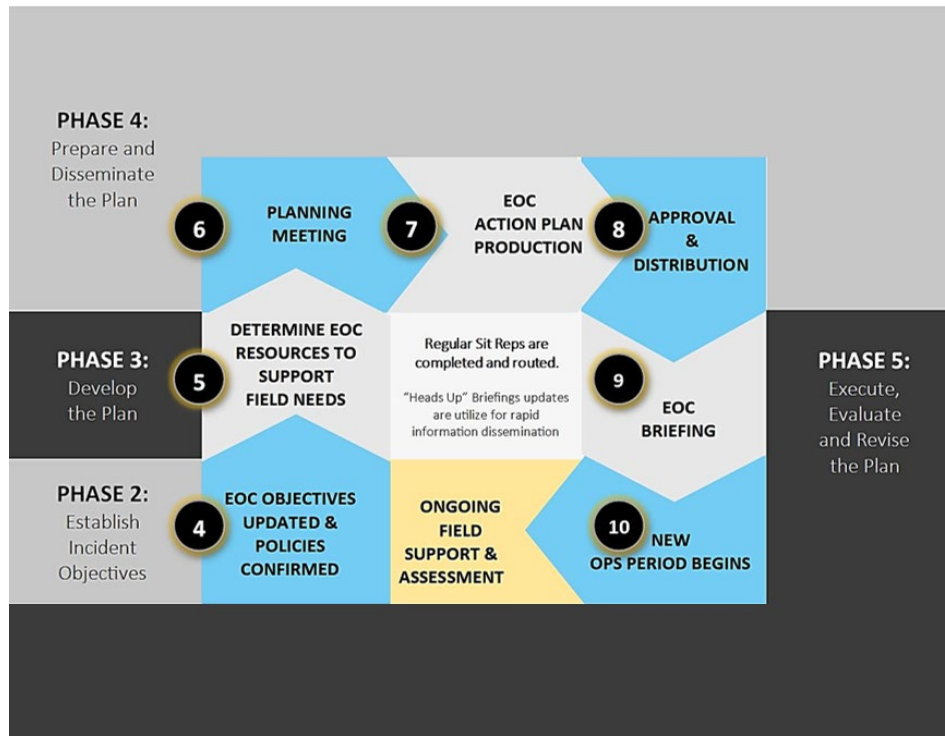 PHASE 4:
Prepare and
Disseminate
the Plan
6
PLANNING
MEETING
7
EOC
ACTION PLAN
PRODUCTION
8
APPROVAL
&
DISTRIBUTION
PHASE 3:
Develop
the Plan
5
DETERMINE EOC
RESOURCES TO
SUPPORT
FIELD NEEDS
Regular Sit Reps are
completed and routed.
“Heads Up” Briefings updates
are utilize for rapid
information dissemination
9
EOC
BRIEFING
PHASE 5:
Execute,
Evaluate
and Revise
the Plan
PHASE 2:
Establish
Incident
Objectives
4
EOC OBJECTIVES
UPDATED &
POLICIES
CONFIRMED
ONGOING
FIELD
SUPPORT &
ASSESSMENT
10
NEW
OPS PERIOD BEGINS